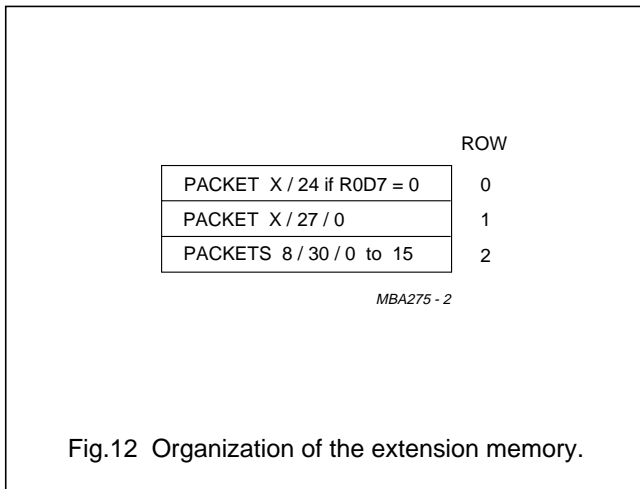 ROW
PACKET X / 24 if R0D7 = 0 0
PACKET X / 27 / 0 1
PACKETS 8 / 30 / 0 to 15 2
MBA275 - 2
Fig.12 Organization of the extension memory.